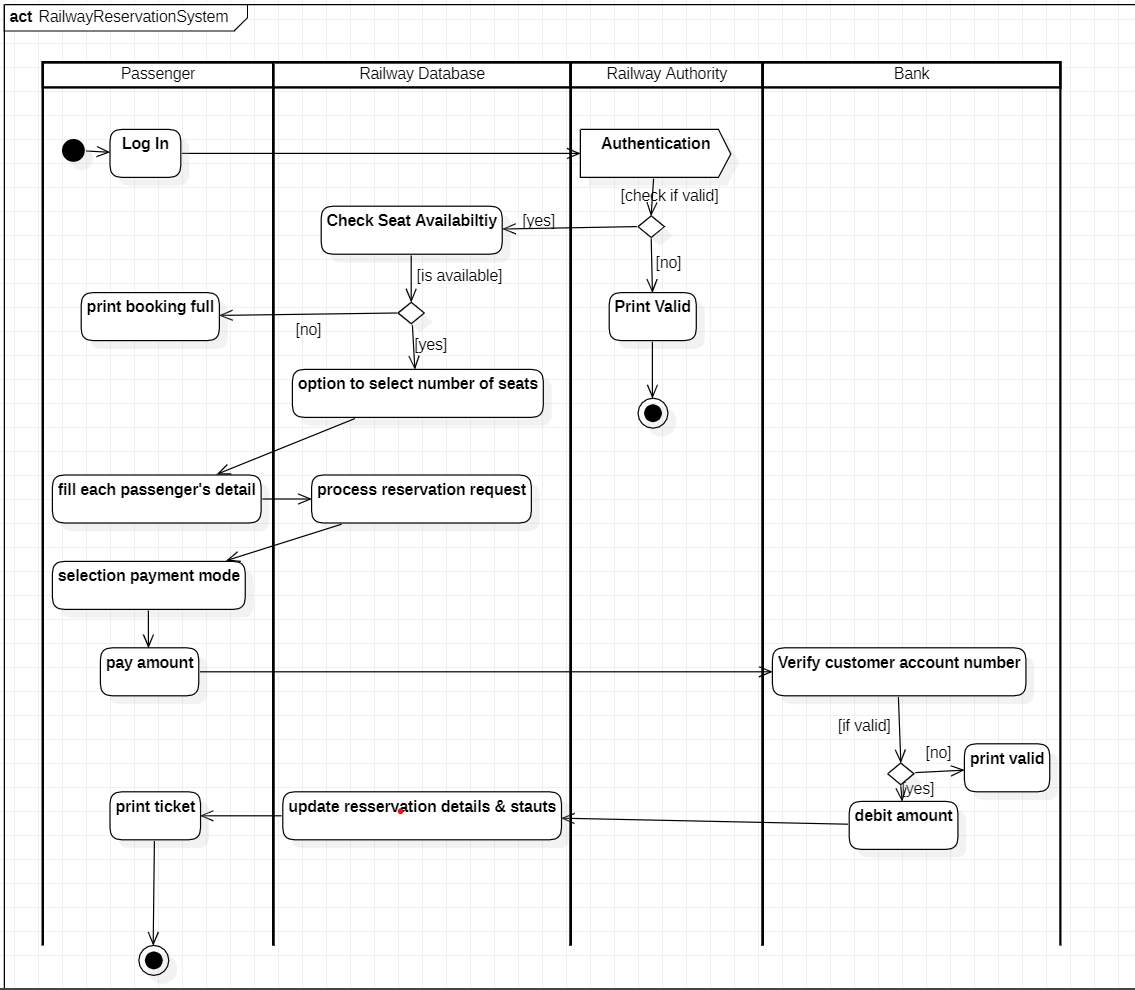 act RailwayReservationSystem
Passenger
Railway Database
Railway Authority
Bank
Log In
Authentication
[check if valid]
Check Seat Availabiltiy
[yes]
[no]
[is available]
print booking full
Print Valid
[no]
[yes]
option to select number of seats
fill each passenger's detail
process reservation request
selection payment mode
pay amount
Verify customer account number
[if valid]
[no]
print valid
[yes]
print ticket
update resservation details & stauts
debit amount